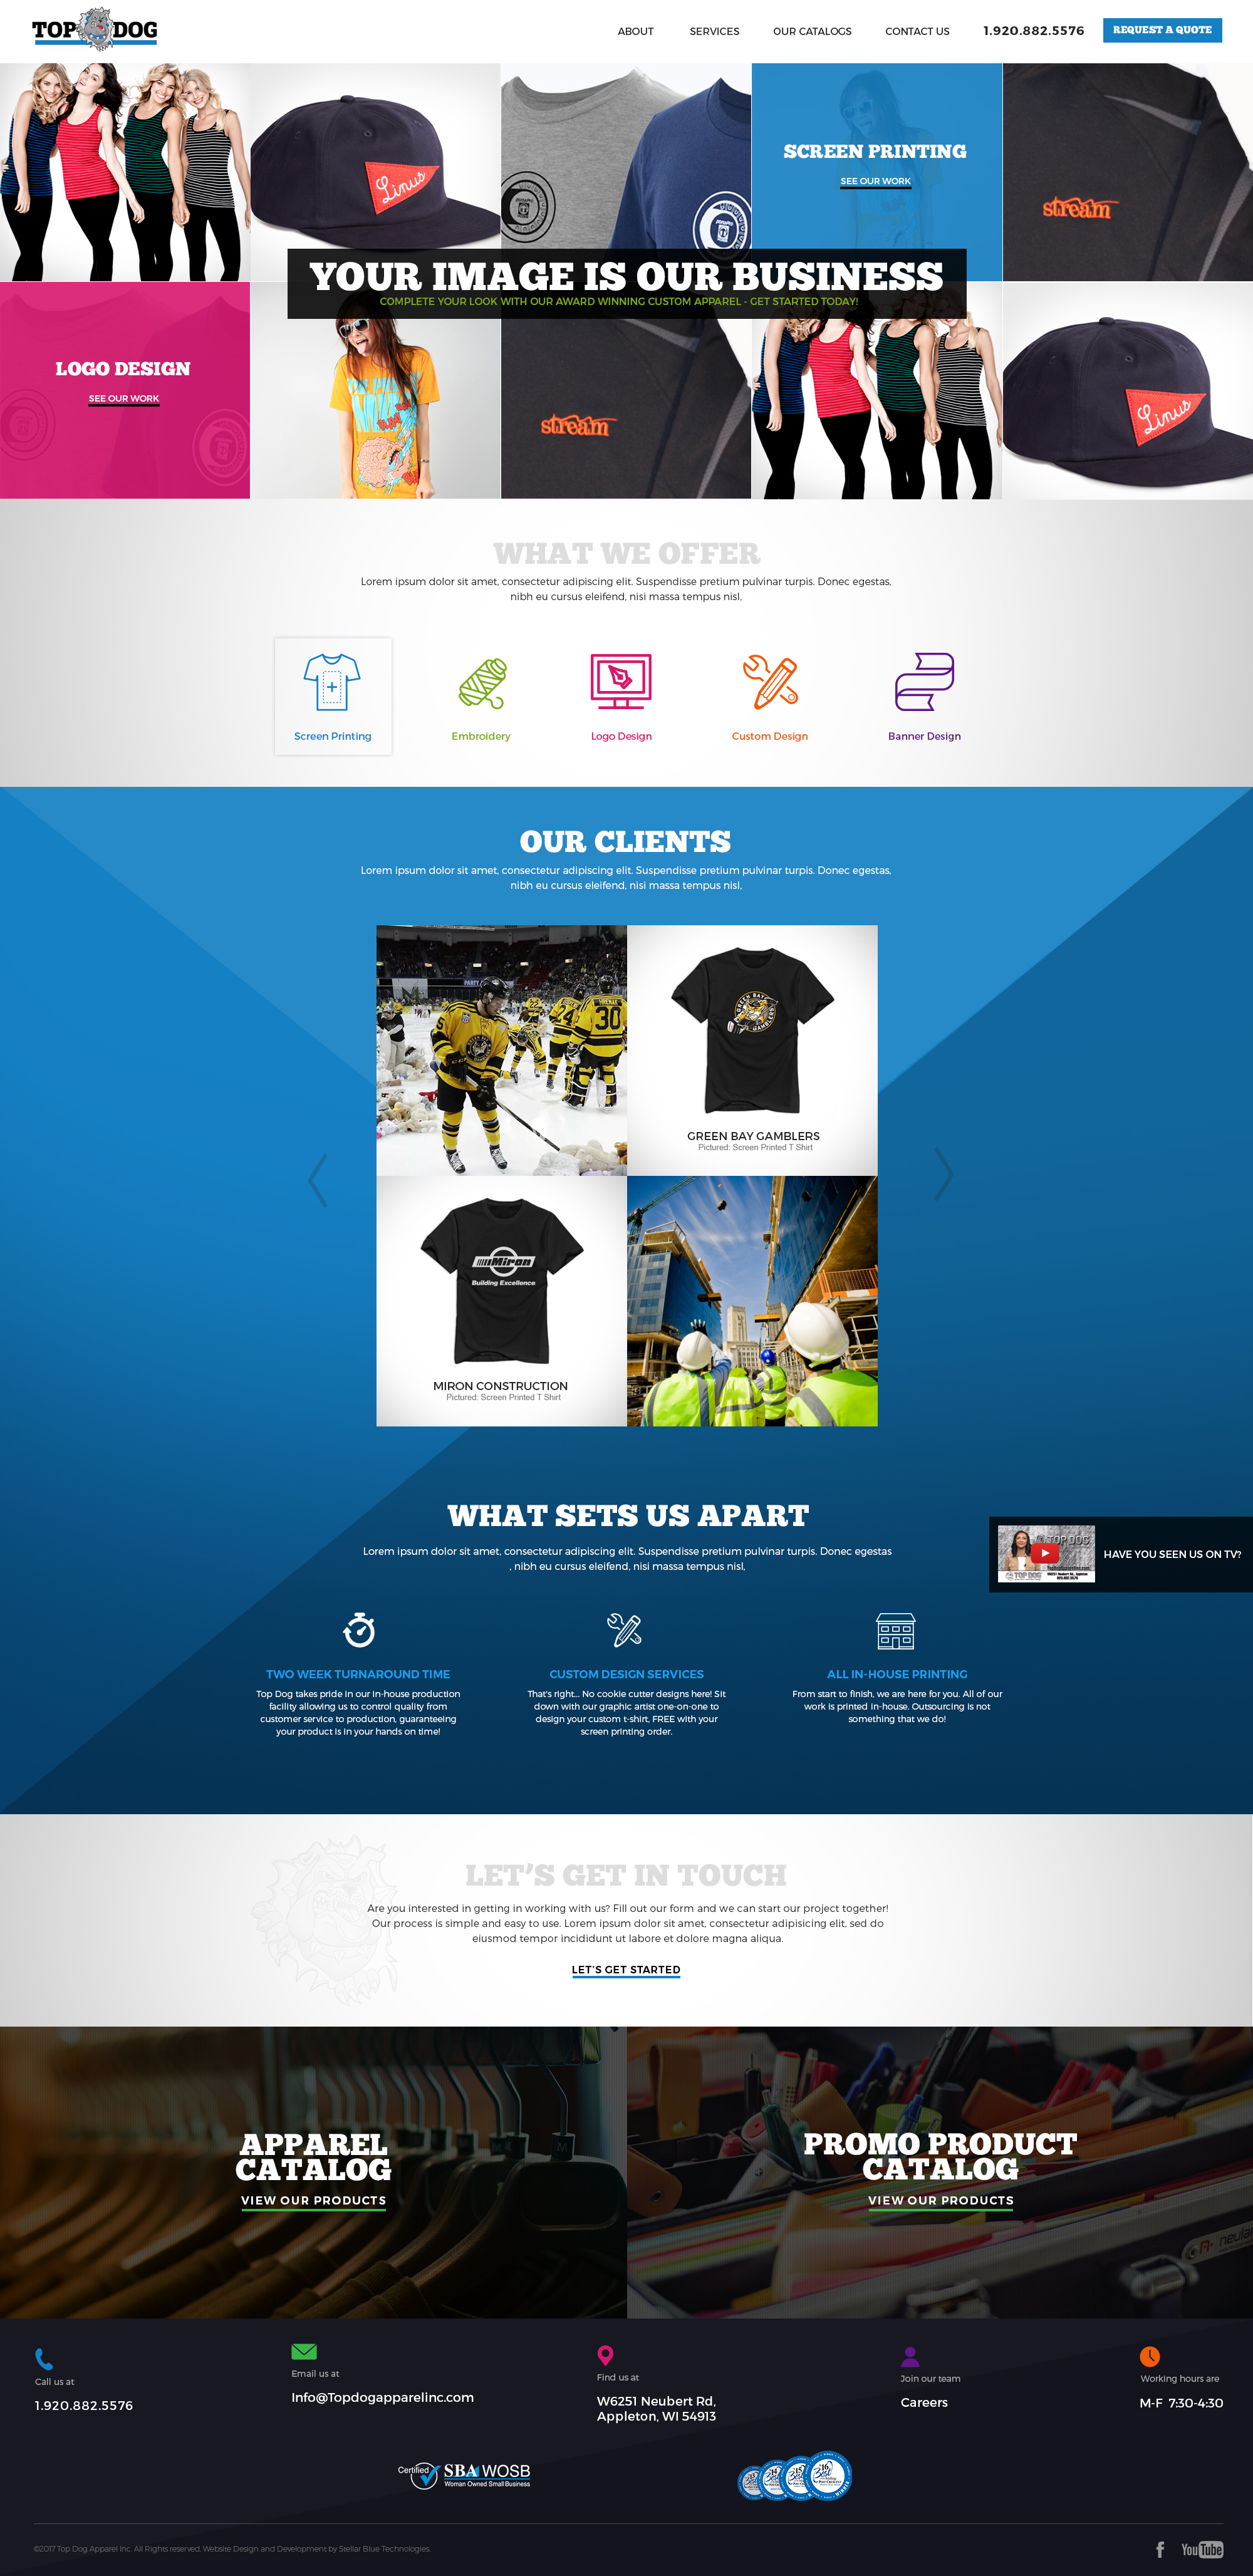 TOP DOG
ABOUT SERVICES OUR CATALOGS CONTACT US 1.920.882.5576 REQUEST A QUOTE
Linus
SCREEN PRINTING
SEE OUR WORK
stream
YOUR IMAGE IS OUR BUSINESS
COMPLETE YOUR LOOK WITH OUR AWARD WINNING CUSTOM APPAREL - GET STARTED TODAY!
LOGO DESIGN
SEE OUR WORK
stream
Linus
WHAT WE OFFER
Lorem ipsum dolor sit amet, consectetur adipiscing elit. Suspendisse pretium pulvinar turpis. Donec egestas,
nibh eu cursus eleifend, nisi massa tempus nisl,
Screen Printing Embroidery Logo Design Custom Design Banner Design
OUR CLIENTS
Lorem ipsum dolor sit amet, consectetur adipiscing elit. Suspendisse pretium pulvinar turpis. Donec egestas,
nibh eu cursus eleifend, nisi massa tempus nisl,
PARTY
22
24
30
5
GREEN BAY
GAMBLERS
GREEN BAY GAMBLERS
Pictured: Screen Printed T Shirt
Miron
Building Excellence
MIRON CONSTRUCTION
Pictured: Screen Printed T Shirt
WHAT SETS US APART
Lorem ipsum dolor sit amet, consectetur adipiscing elit. Suspendisse pretium pulvinar turpis. Donec egestas
, nibh eu cursus eleifend, nisi massa tempus nisl,
TOP DOG
TOP DOG
HAVE YOU SEEN US ON TV?
TWO WEEK TURNAROUND TIME
Top Dog takes pride in our in-house production
facility allowing us to control quality from
customer service to production, guaranteeing
your product is in your hands on time!
CUSTOM DESIGN SERVICES
That's right... No cookie cutter designs here! Sit
down with our graphic artist one-on-one to
design your custom t-shirt, FREE with your
screen printing order.
ALL IN-HOUSE PRINTING
From start to finish, we are here for you. All of our
work is printed in-house. Outsourcing is not
something that we do!
LET'S GET IN TOUCH
Are you interested in getting in working with us? Fill out our form and we can start our project together!
Our process is simple and easy to use. Lorem ipsum dolor sit amet, consectetur adipisicing elit, sed do
eiusmod tempor incididunt ut labore et dolore magna aliqua.
LET'S GET STARTED
APPAREL
CATALOG
VIEW OUR PRODUCTS
M
M
PROMO PRODUCT
CATALOG
VIEW OUR PRODUCTS
Call us at
1.920.882.5576
Email us at
Info@Topdogapparelinc.com
Find us at
W6251 Neubert Rd,
Appleton, WI 54913
Join our team
Careers
Working hours are
M-F 7:30-4:30
Certified SBA WOSB
Woman Owned Small Business
16
Best
©2017 Top Dog Apparel Inc. All Rights reserved. Website Design and Development by Stellar Blue Technologies.
f YouTube